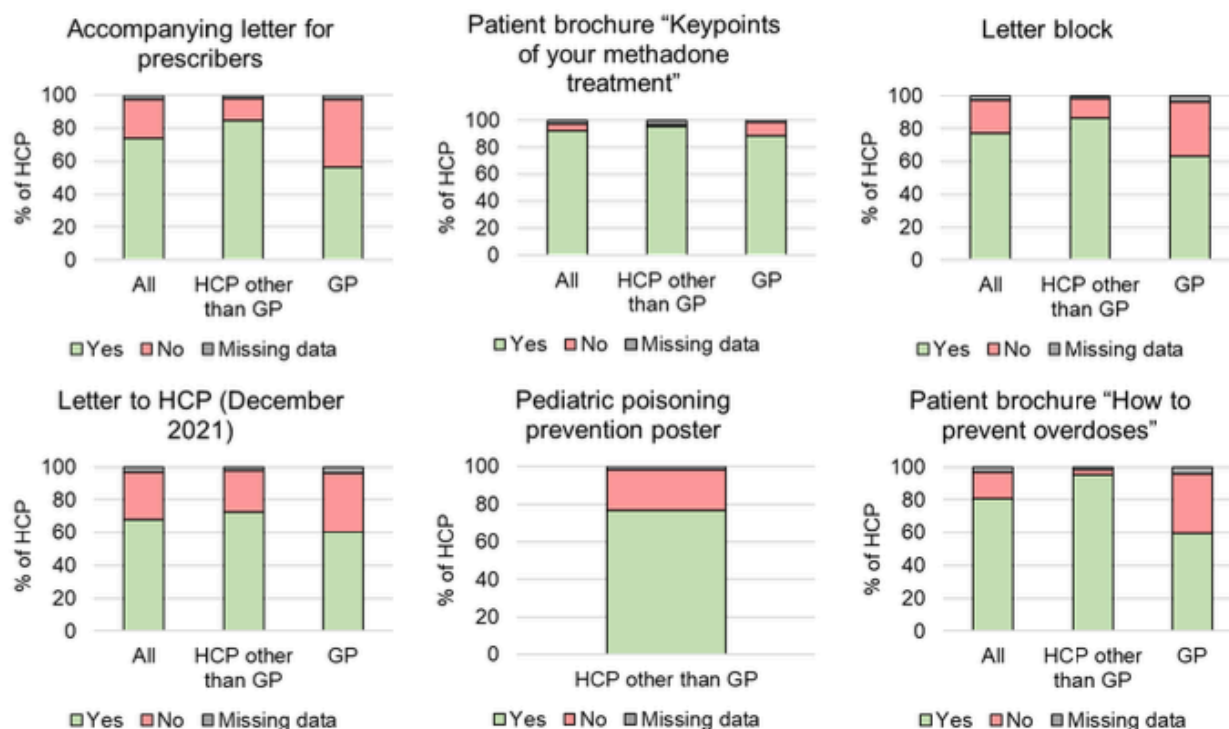 Accompanying letter for
prescribers
% of HCP
100
80
60
40
20
0
All
HCP other
than GP
GP
Yes No Missing data
Patient brochure “Keypoints
of your methadone
treatment”
% of HCP
100
80
60
40
20
0
All
HCP other
than GP
GP
Yes No Missing data
Letter block
% of HCP
100
80
60
40
20
0
All
HCP other
than GP
GP
Yes No Missing data
Letter to HCP (December
2021)
% of HCP
100
80
60
40
20
0
All
HCP other
than GP
GP
Yes No Missing data
Pediatric poisoning
prevention poster
% of HCP
100
80
60
40
20
0
HCP other than GP
Yes No Missing data
Patient brochure “How to
prevent overdoses”
% of HCP
100
80
60
40
20
0
All
HCP other
than GP
GP
Yes No Missing data